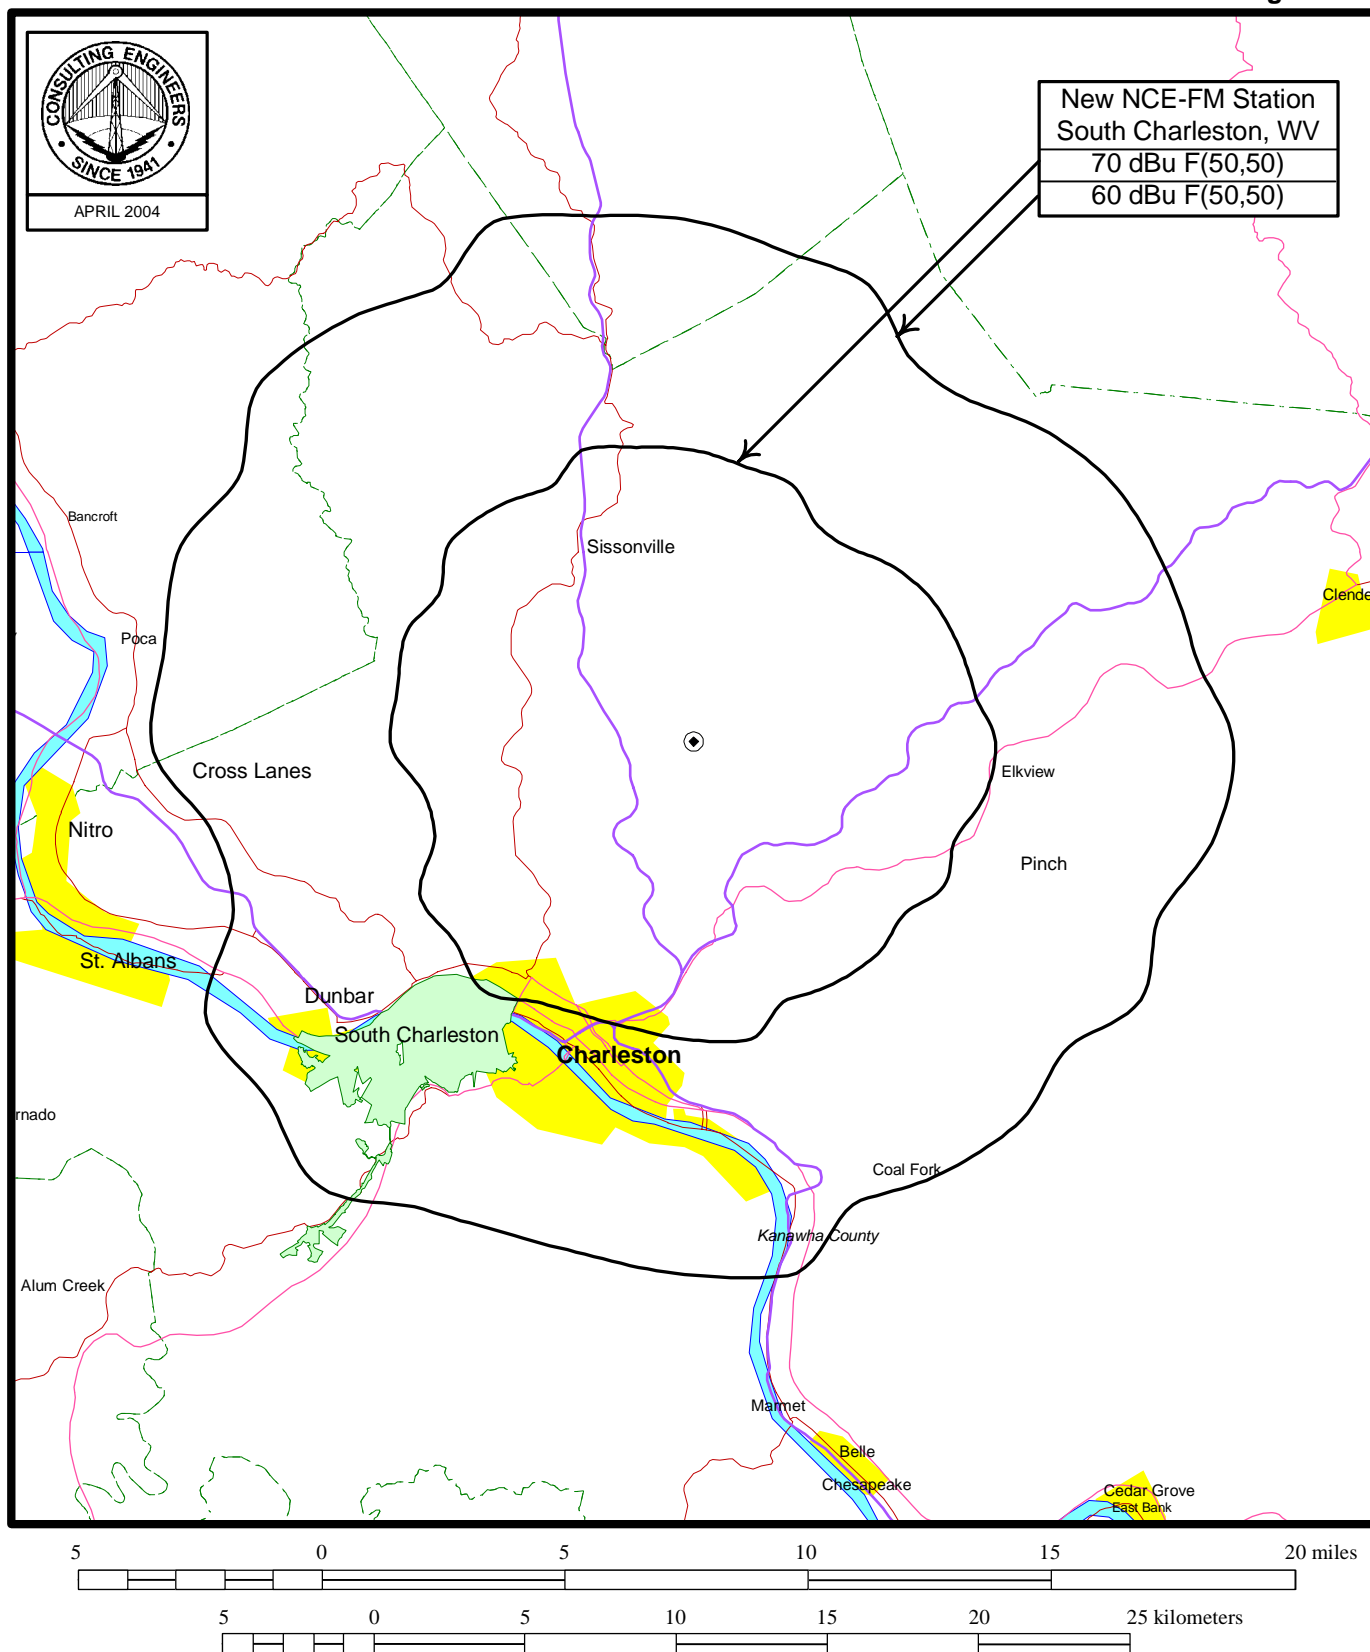 g
CONSULTING ENGINEERS
• SINCE 1941 •
APRIL 2004
New NCE-FM Station
South Charleston, WV
70 dBu F(50,50)
60 dBu F(50,50)
Bancroft
Sissonville
Clende
Poca
Cross Lanes
Elkview
Nitro
Pinch
St. Albans
Dunbar
South Charleston
Charleston
rnado
Coal Fork
Kanawha County
Alum Creek
Marmet
Belle
Chesapeake
Cedar Grove
East Bank
5 0 5 10 15 20 miles
5 0 5 10 15 20 25 kilometers